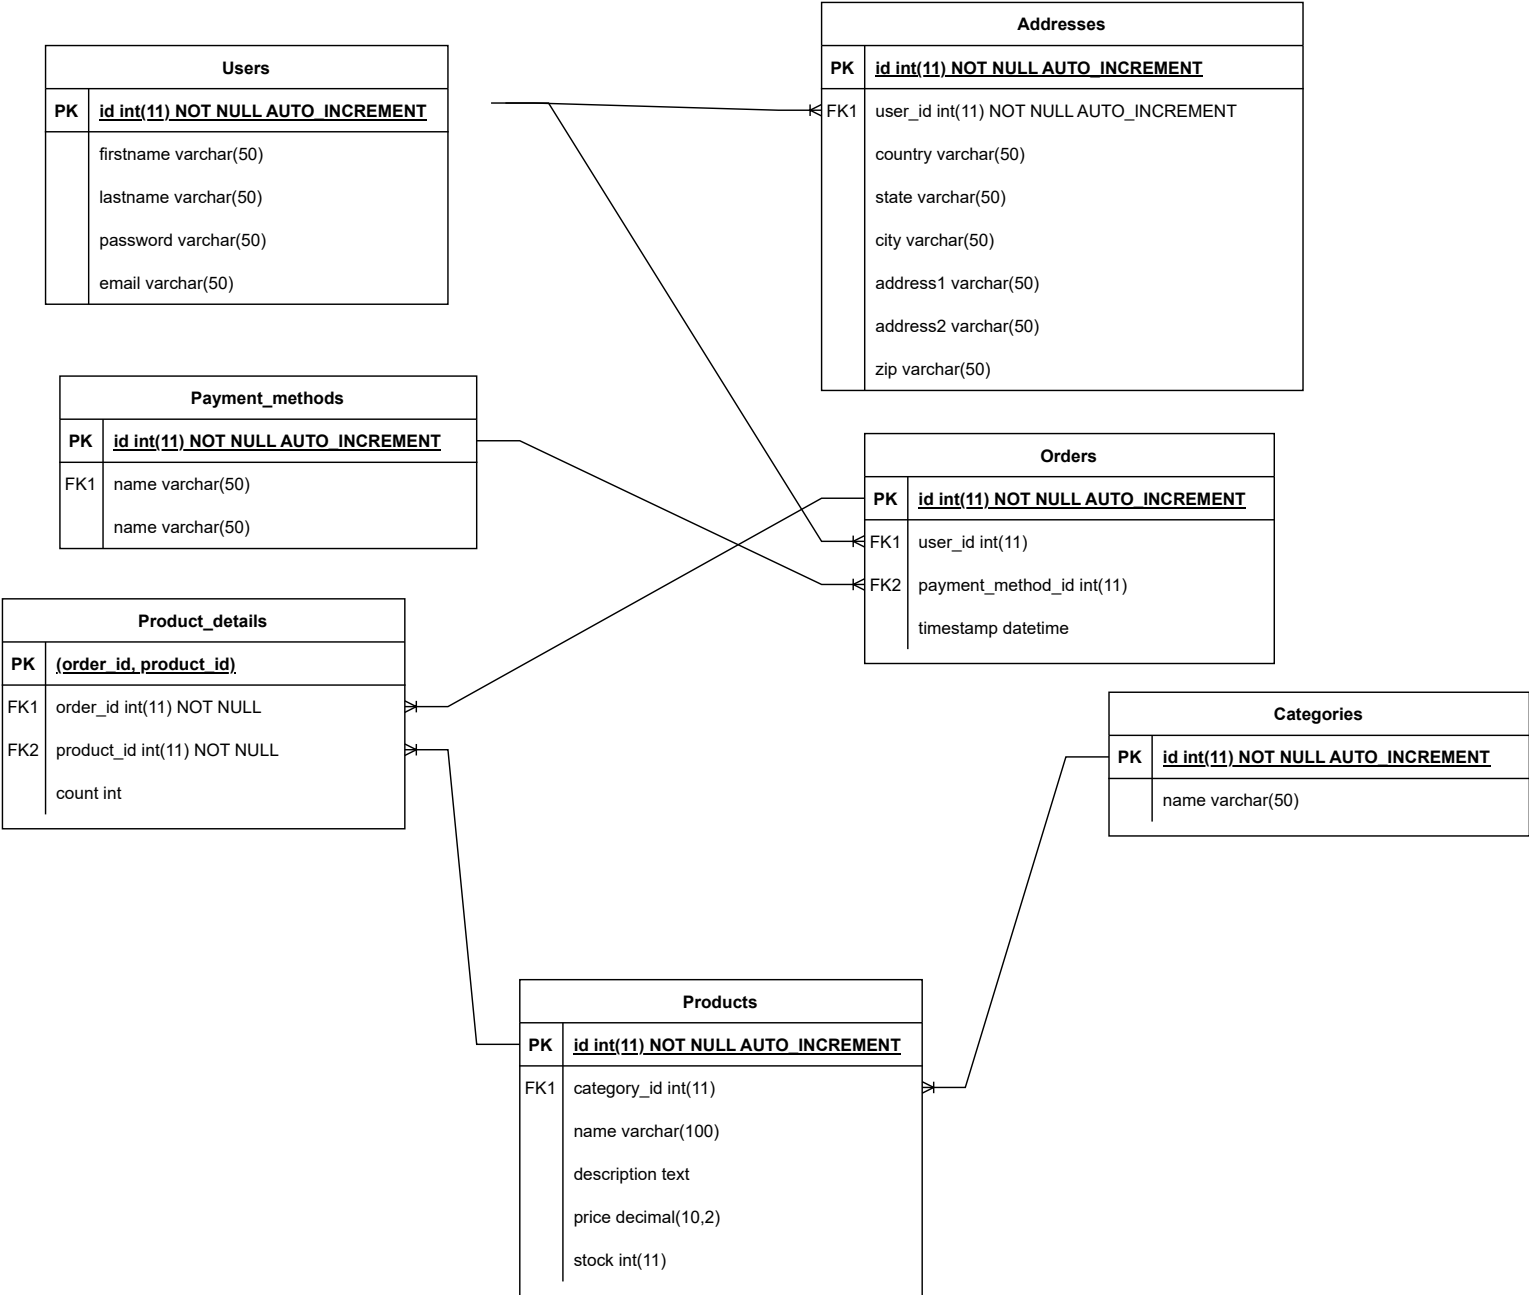 Users
PK id int(11) NOT NULL AUTO_INCREMENT
firstname varchar(50)
lastname varchar(50)
password varchar(50)
email varchar(50)
Addresses
PK id int(11) NOT NULL AUTO_INCREMENT
FK1 user_id int(11) NOT NULL AUTO_INCREMENT
country varchar(50)
state varchar(50)
city varchar(50)
address1 varchar(50)
address2 varchar(50)
zip varchar(50)
Payment_methods
PK id int(11) NOT NULL AUTO_INCREMENT
FK1 name varchar(50)
name varchar(50)
Orders
PK id int(11) NOT NULL AUTO_INCREMENT
FK1 user_id int(11)
FK2 payment_method_id int(11)
timestamp datetime
Product_details
PK (order_id, product_id)
FK1 order_id int(11) NOT NULL
FK2 product_id int(11) NOT NULL
count int
Categories
PK id int(11) NOT NULL AUTO_INCREMENT
name varchar(50)
Products
PK id int(11) NOT NULL AUTO_INCREMENT
FK1 category_id int(11)
name varchar(100)
description text
price decimal(10,2)
stock int(11)